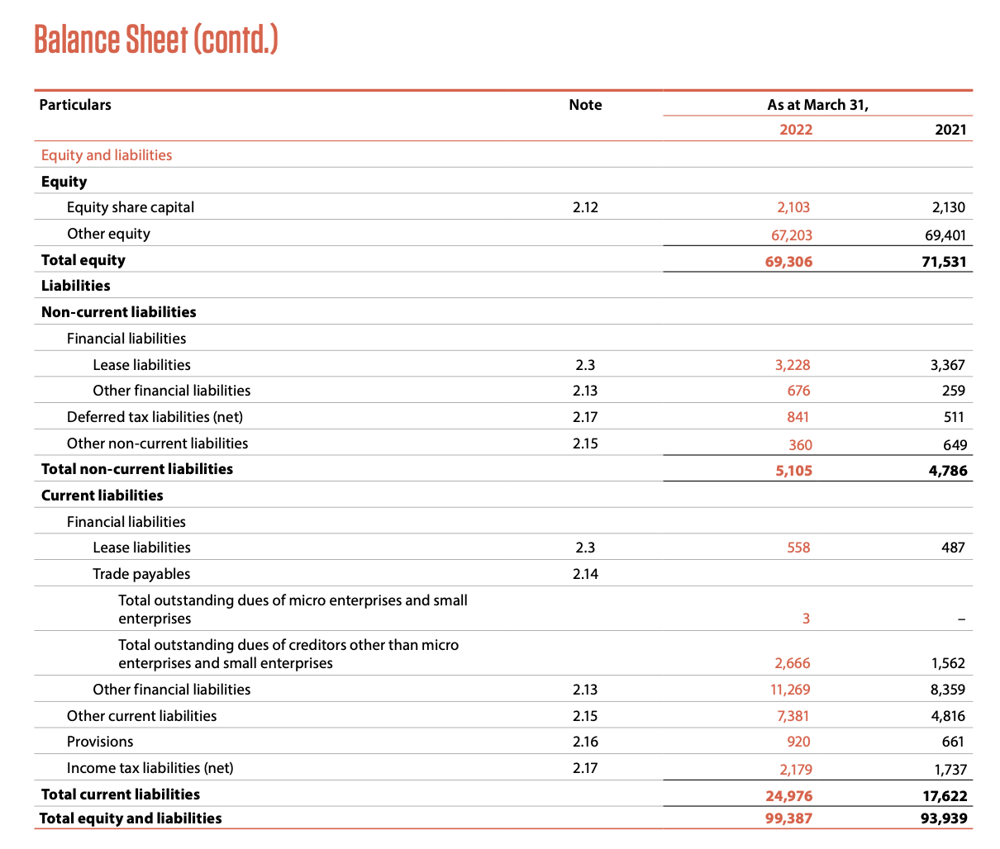 Balance Sheet (contd.)
Particulars Note As at March 31,
2022 2021
Equity and liabilities
Equity
Equity share capital 2.12 2,103 2,130
Other equity 67,203 69,401
Total equity 69,306 71,531
Liabilities
Non-current liabilities
Financial liabilities
Lease liabilities 2.3 3,228 3,367
Other financial liabilities 2.13 676 259
Deferred tax liabilities (net) 2.17 841 511
Other non-current liabilities 2.15 360 649
Total non-current liabilities 5,105 4,786
Current liabilities
Financial liabilities
Lease liabilities 2.3 558 487
Trade payables 2.14
Total outstanding dues of micro enterprises and small
enterprises 3 –
Total outstanding dues of creditors other than micro
enterprises and small enterprises 2,666 1,562
Other financial liabilities 2.13 11,269 8,359
Other current liabilities 2.15 7,381 4,816
Provisions 2.16 920 661
Income tax liabilities (net) 2.17 2,179 1,737
Total current liabilities 24,976 17,622
Total equity and liabilities 99,387 93,939